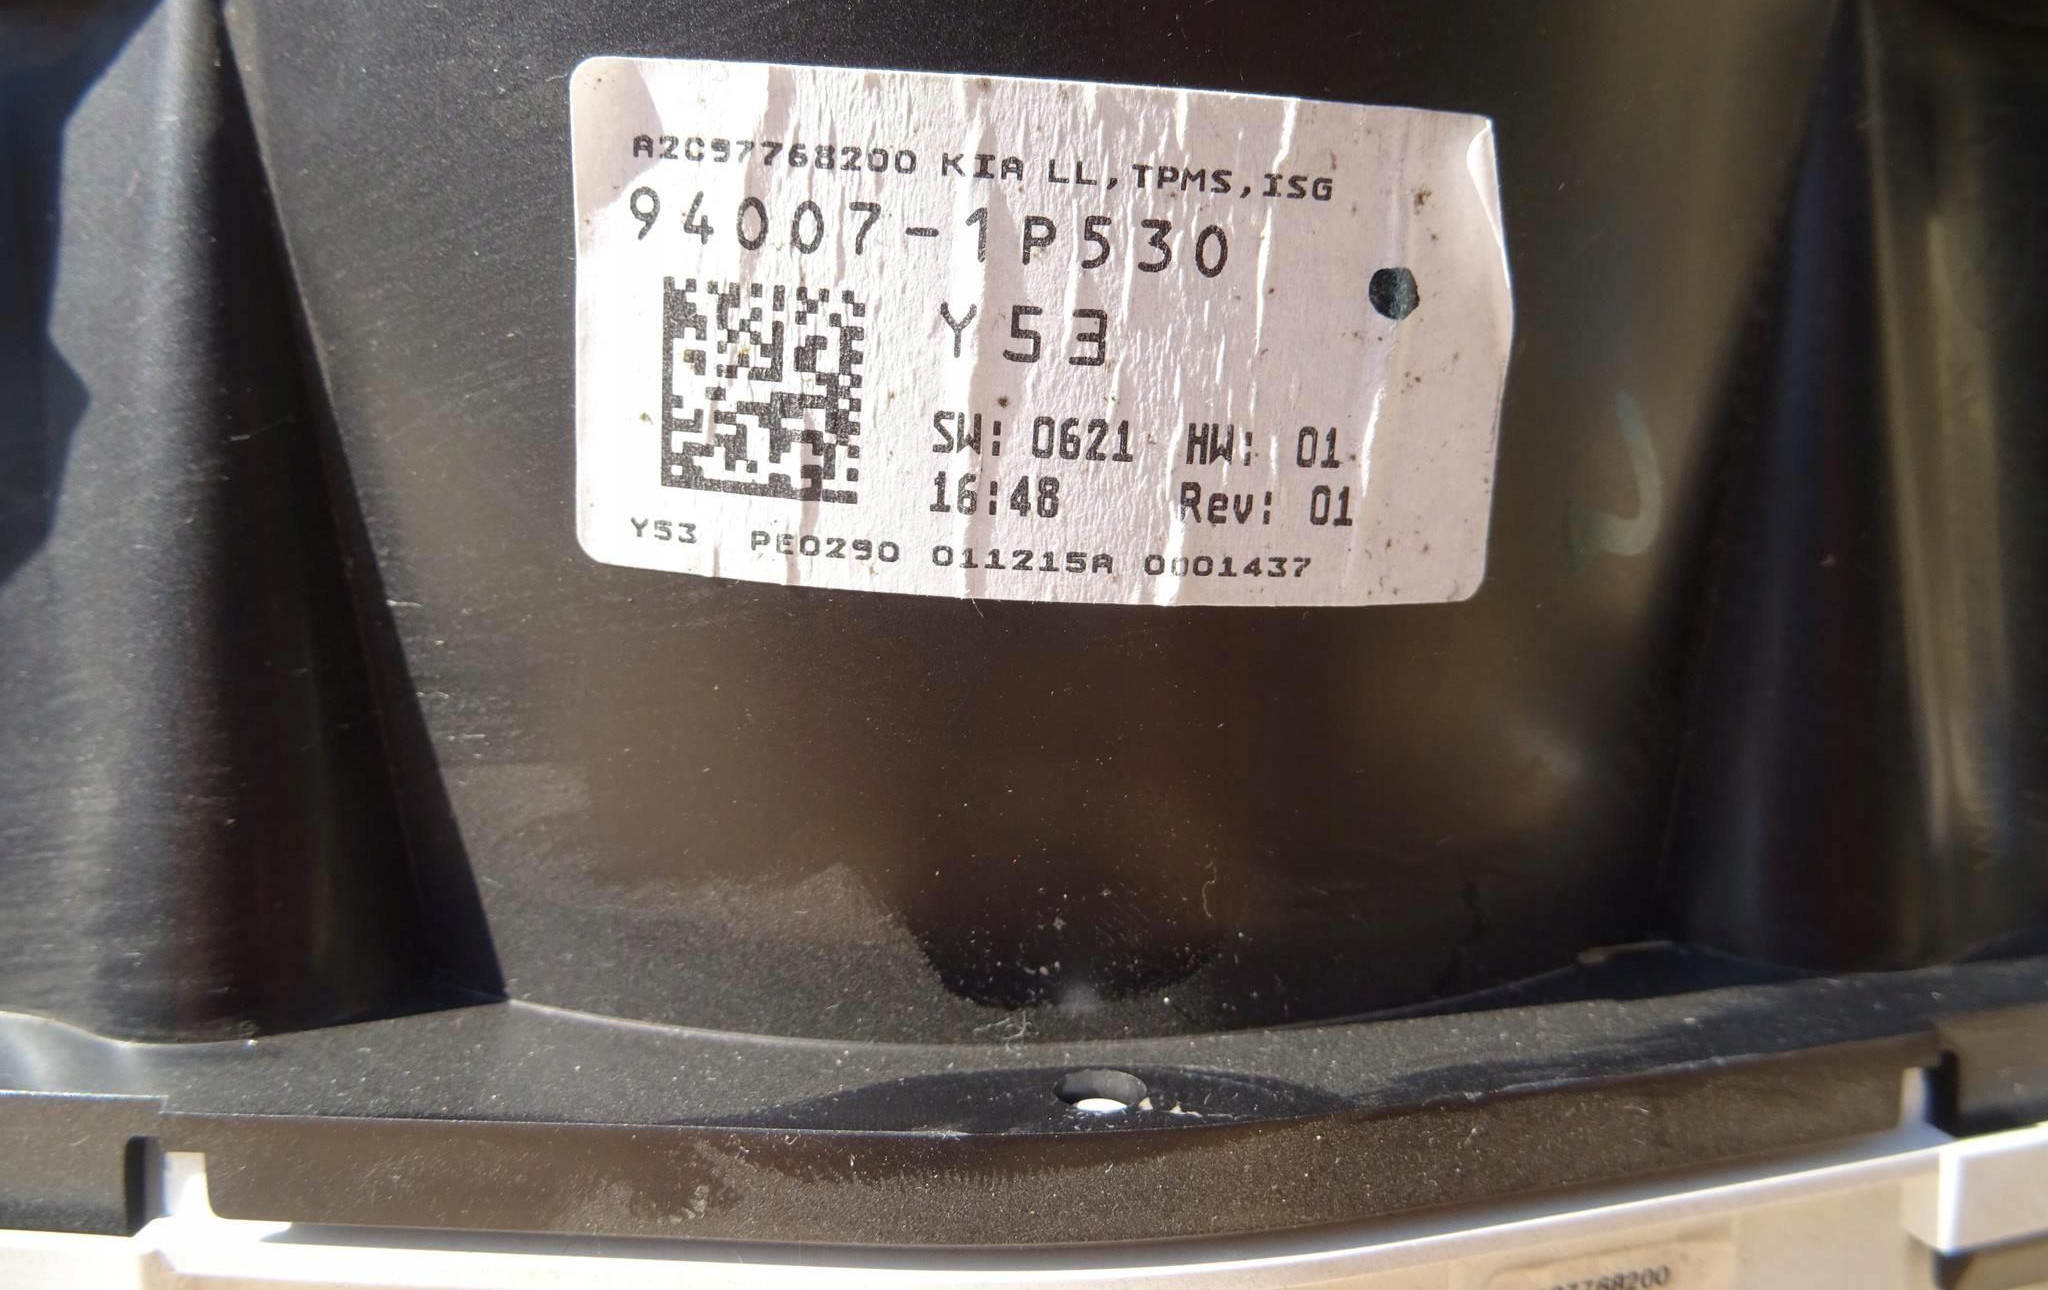 A2C97768200 KIA LL,TPMS,ISG
94007-1P530
Y53
SW: 0621 HW: 01
16:48 Rev: 01
Y53 PE0290 011215A 0001437